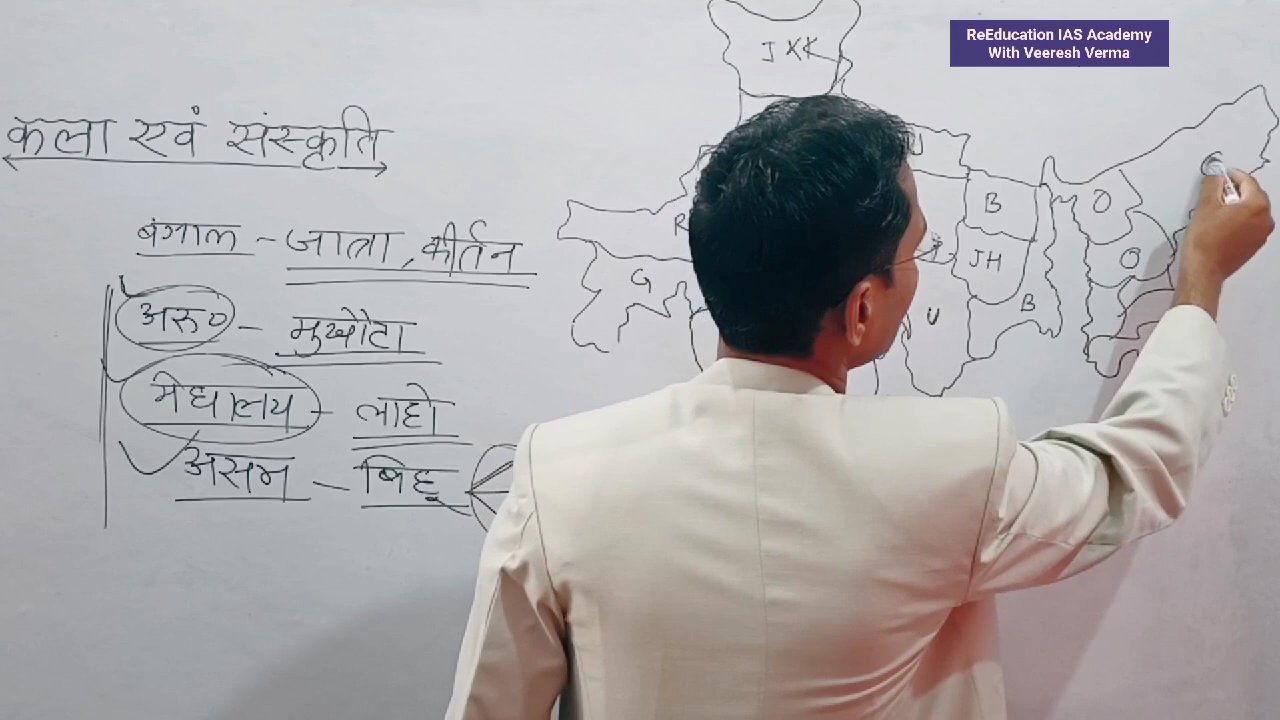 ReEducation IAS Academy
With Veeresh Verma
कला एवं संस्कृति
बंगाल - जात्रा, कीर्तन
अरु० - मुखौटा
मेघालय - लाहो
असम - बिहू
J&K
R
U
B
O
JH
O
G
U
B